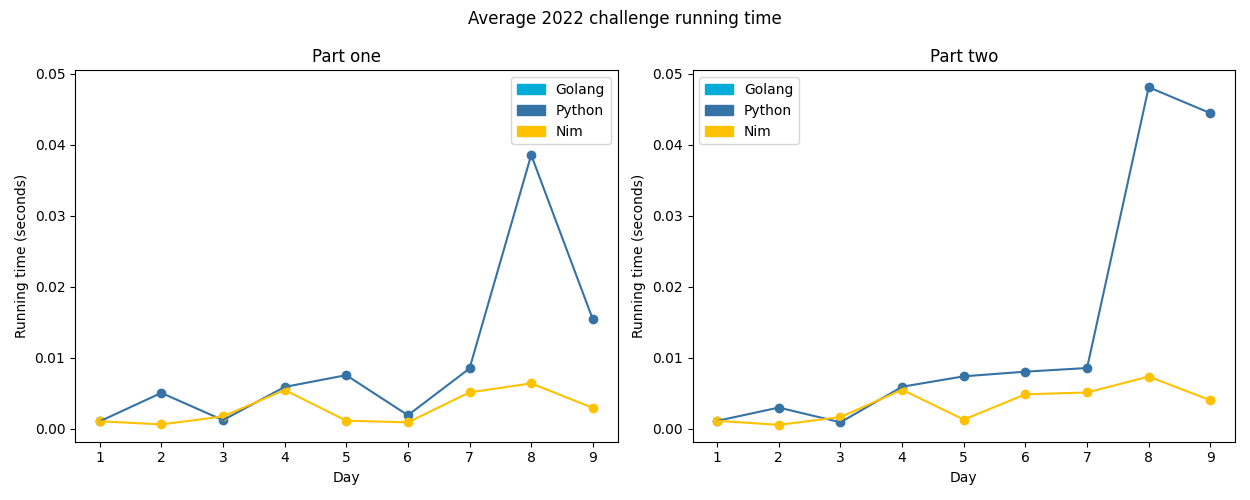 Average 2022 challenge running time
Part one
0.05
0.04
0.03
0.02
0.01
0.00
Running time (seconds)
Golang
Python
Nim
1 2 3 4 5 6 7 8 9
Day
Part two
0.05
0.04
0.03
0.02
0.01
0.00
Running time (seconds)
Golang
Python
Nim
1 2 3 4 5 6 7 8 9
Day